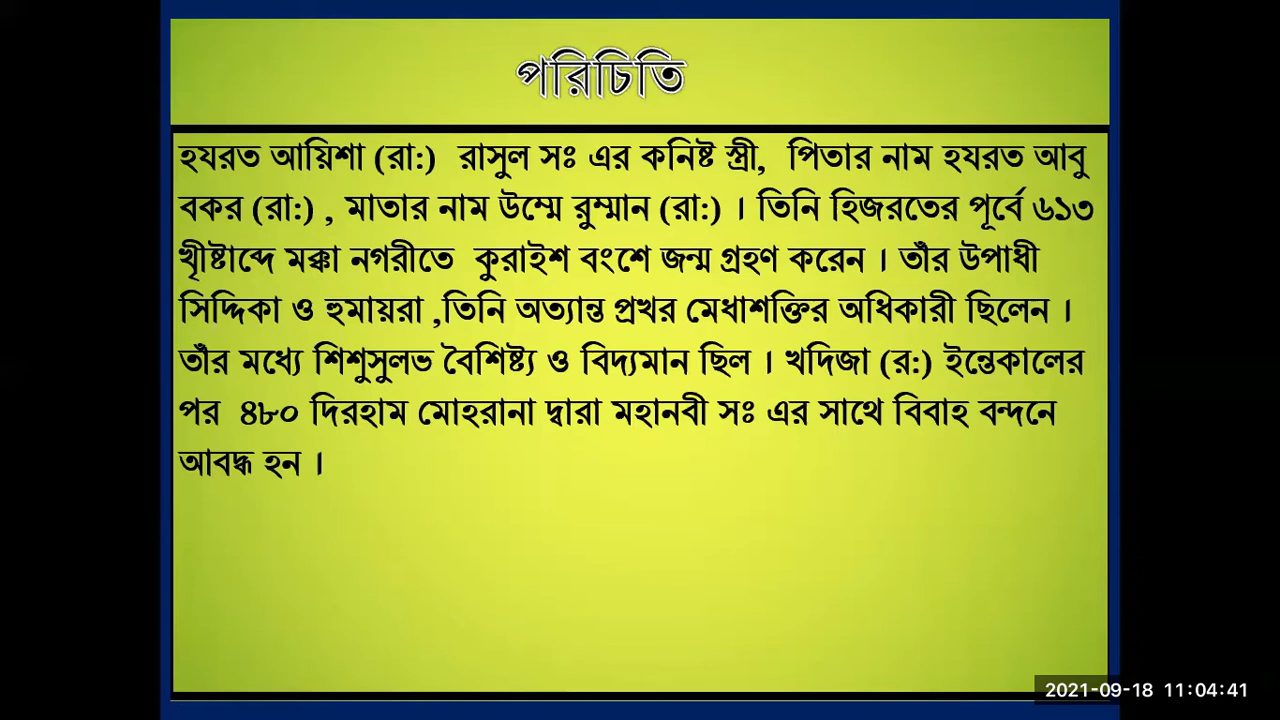 পরিচিতি
হযরত আয়িশা (রা:) রাসুল সঃ এর কনিষ্ট স্ত্রী, পিতার নাম হযরত আবু
বকর (রা:) , মাতার নাম উম্মে রুম্মান (রা:) । তিনি হিজরতের পূর্বে ৬১৩
খ্রীষ্টাব্দে মক্কা নগরীতে কুরাইশ বংশে জন্ম গ্রহণ করেন । তাঁর উপাধী
সিদ্দিকা ও হুমায়রা ,তিনি অত্যান্ত প্রখর মেধাশক্তির অধিকারী ছিলেন ।
তাঁর মধ্যে শিশুসুলভ বৈশিষ্ট্য ও বিদ্যমান ছিল । খদিজা (র:) ইন্তেকালের
পর ৪৮০ দিরহাম মোহরানা দ্বারা মহানবী সঃ এর সাথে বিবাহ বন্দনে
আবদ্ধ হন ।
2021-09-18 11:04:41